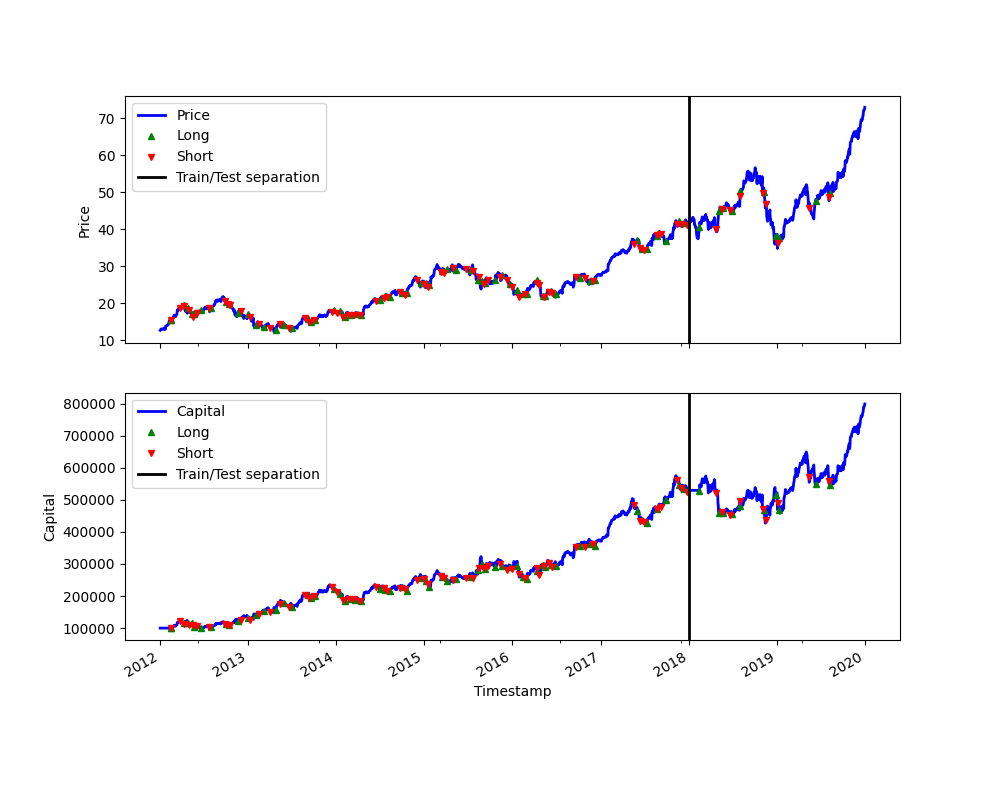 Price
Long
Short
Train/Test separation
70
60
50
40
30
20
10
Price
Capital
Long
Short
Train/Test separation
800000
700000
600000
500000
400000
300000
200000
100000
Capital
2012 2013 2014 2015 2016 2017 2018 2019 2020
Timestamp